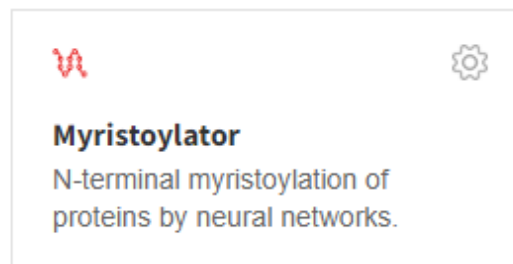 Myristoylator
N-terminal myristoylation of
proteins by neural networks.